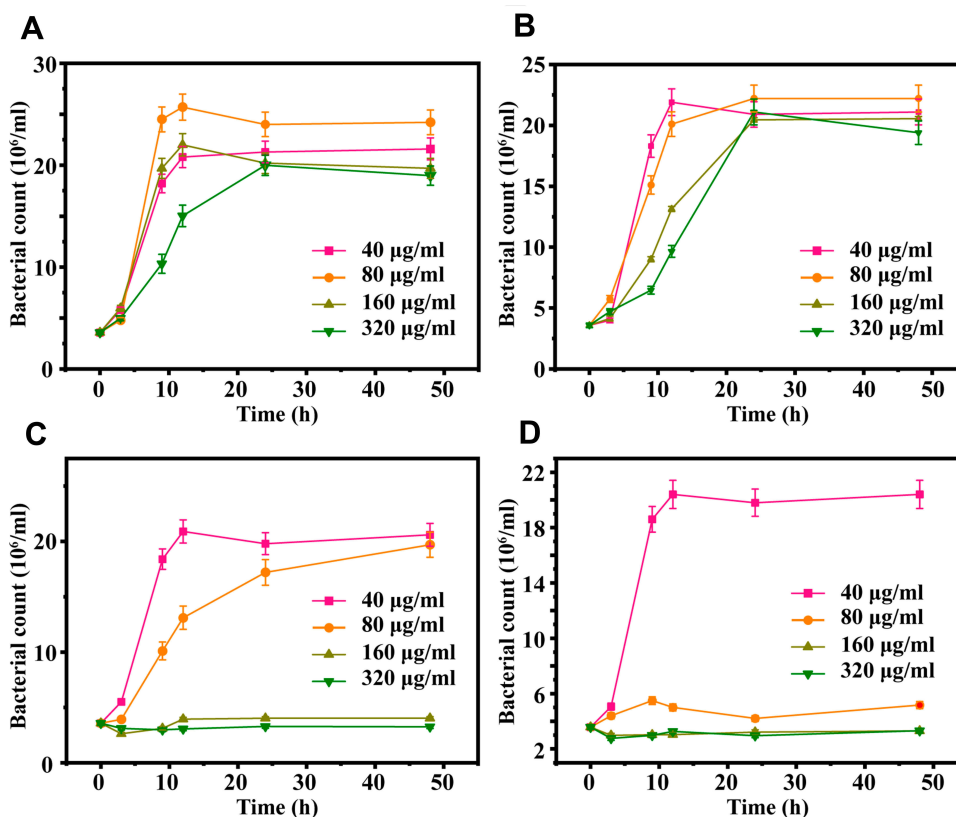 A
Bacterial count (10⁶/ml)
30
20
10
0
0 10 20 30 40 50
Time (h)
40 μg/ml
80 μg/ml
160 μg/ml
320 μg/ml
B
Bacterial count (10⁶/ml)
25
20
15
10
5
0
0 10 20 30 40 50
Time (h)
40 μg/ml
80 μg/ml
160 μg/ml
320 μg/ml
C
Bacterial count (10⁶/ml)
20
10
0
0 10 20 30 40 50
Time (h)
40 μg/ml
80 μg/ml
160 μg/ml
320 μg/ml
D
Bacterial count (10⁶/ml)
22
18
14
10
6
2
0 10 20 30 40 50
Time (h)
40 μg/ml
80 μg/ml
160 μg/ml
320 μg/ml